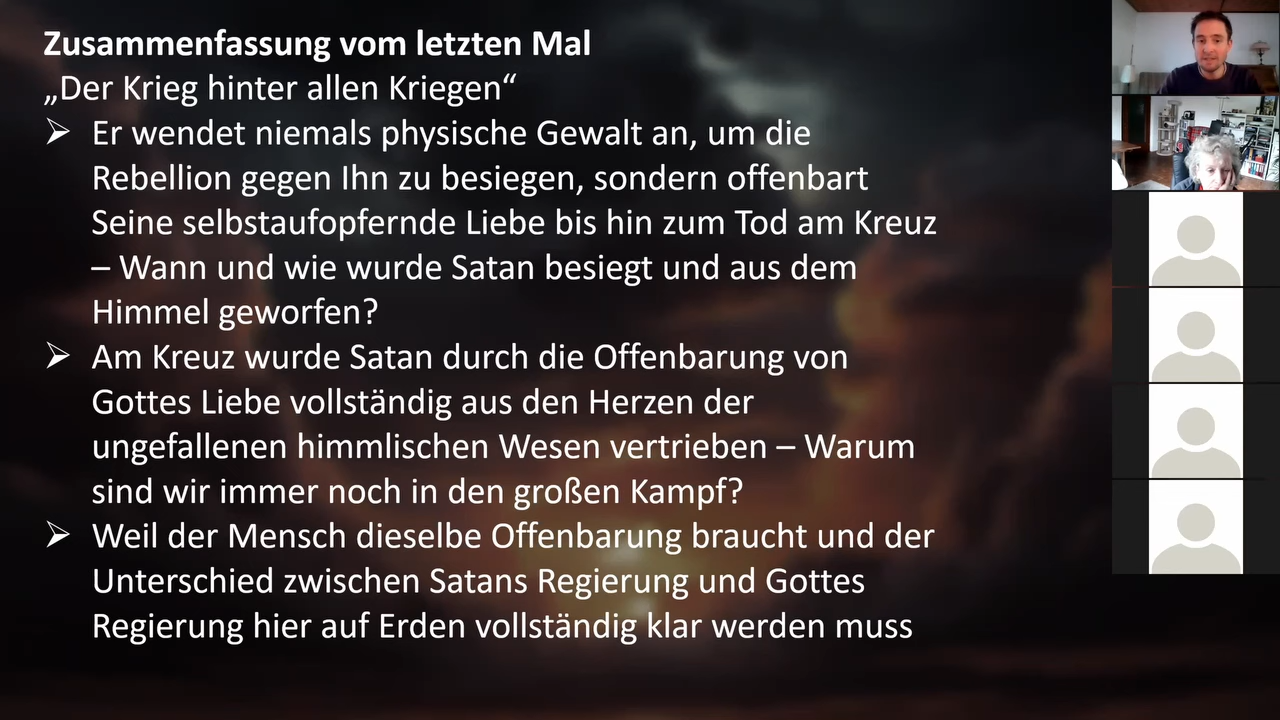 Zusammenfassung vom letzten Mal
„Der Krieg hinter allen Kriegen“
➢ Er wendet niemals physische Gewalt an, um die
Rebellion gegen Ihn zu besiegen, sondern offenbart
Seine selbstaufopfernde Liebe bis hin zum Tod am Kreuz
– Wann und wie wurde Satan besiegt und aus dem
Himmel geworfen?
➢ Am Kreuz wurde Satan durch die Offenbarung von
Gottes Liebe vollständig aus den Herzen der
ungefallenen himmlischen Wesen vertrieben – Warum
sind wir immer noch in den großen Kampf?
➢ Weil der Mensch dieselbe Offenbarung braucht und der
Unterschied zwischen Satans Regierung und Gottes
Regierung hier auf Erden vollständig klar werden muss